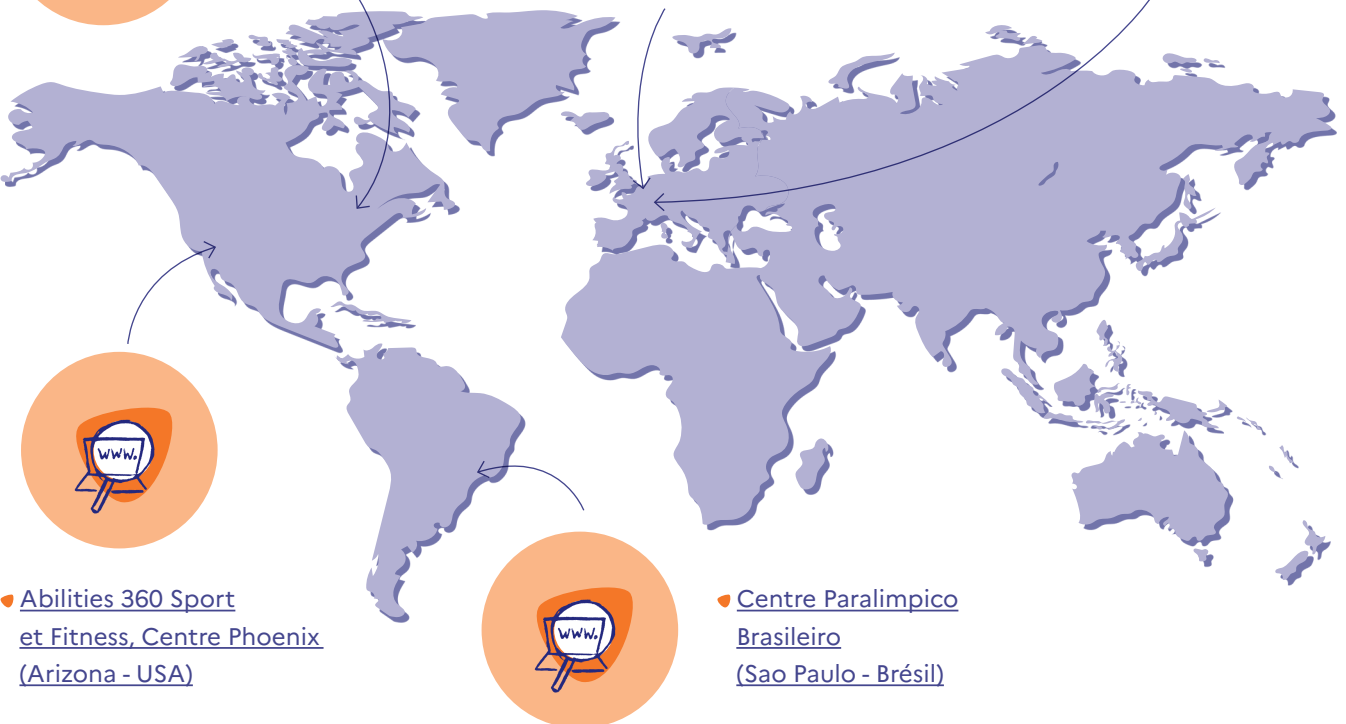 www.
Abilities 360 Sport
et Fitness, Centre Phoenix
(Arizona - USA)
www.
Centre Paralimpico
Brasileiro
(Sao Paulo - Brésil)